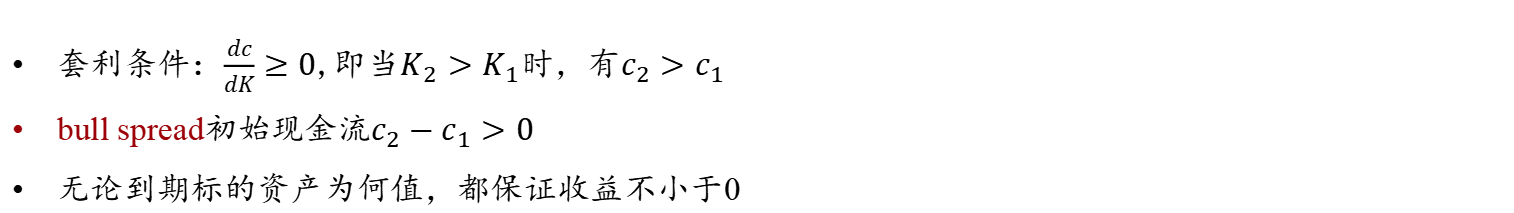 • 套利条件：dc/dK ≥ 0, 即当K₂ > K₁时，有c₂ > c₁
• bull spread初始现金流c₂ − c₁ > 0
• 无论到期标的资产为何值，都保证收益不小于0